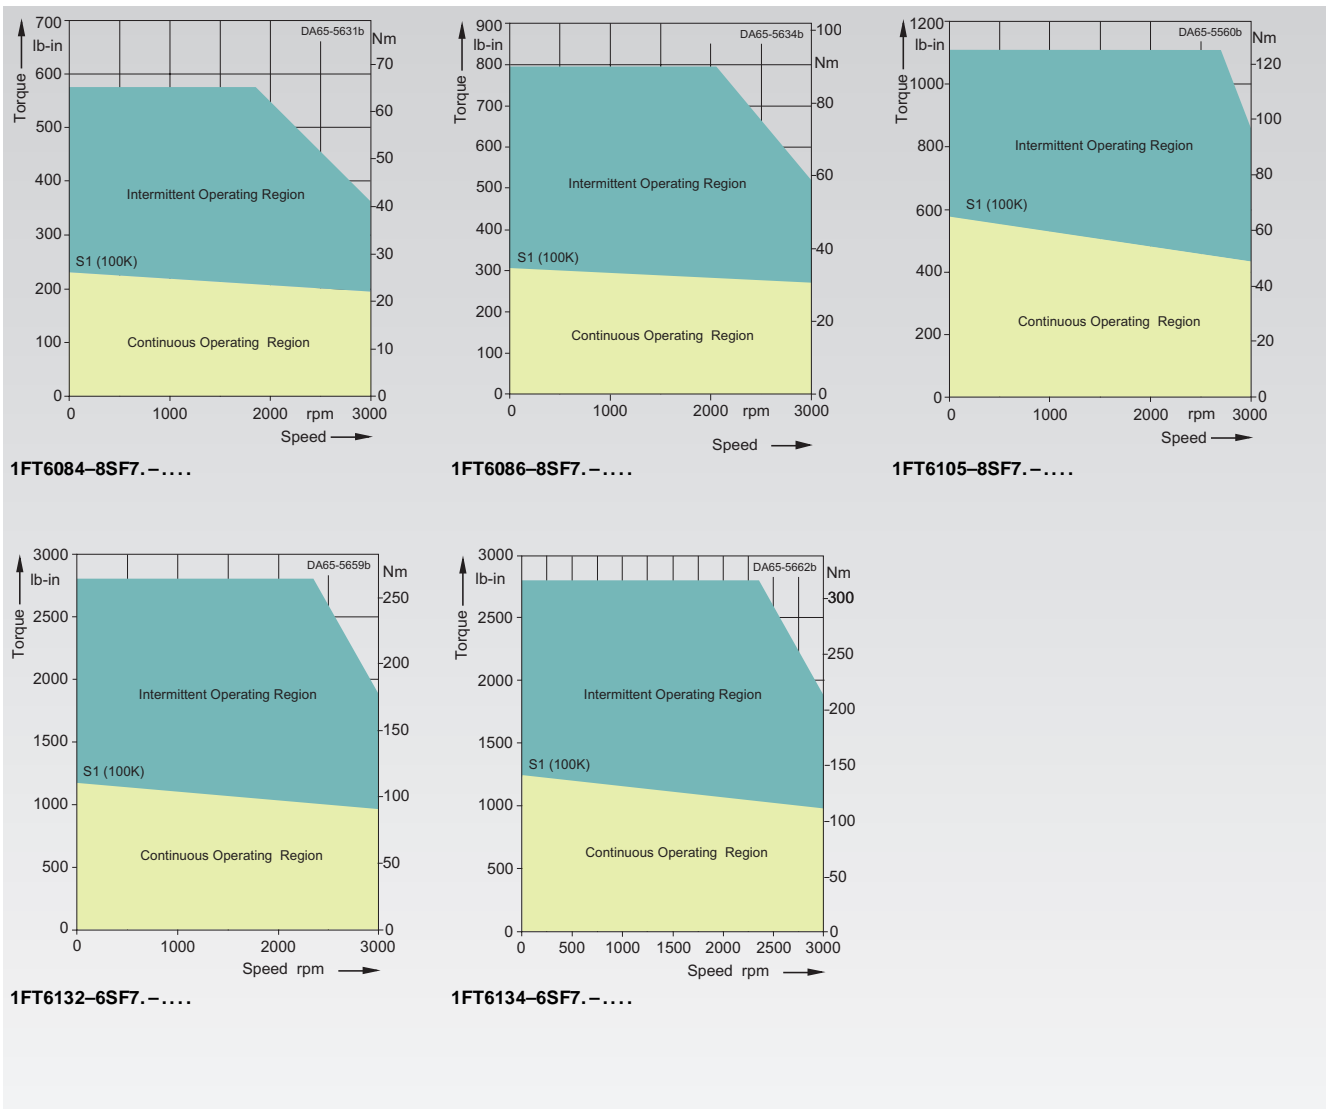 700
lb-in
600
500
400
300
200
100
0
Torque
DA65-5631b
Nm
70
60
50
40
30
20
10
0
Intermittent Operating Region
S1 (100K)
Continuous Operating Region
0 1000 2000 rpm 3000
Speed
1FT6084–8SF7.–....
900
lb-in
800
700
600
500
400
300
200
100
0
Torque
DA65-5634b
100
Nm
80
60
40
20
0
Intermittent Operating Region
S1 (100K)
Continuous Operating Region
0 1000 2000 rpm 3000
Speed
1FT6086–8SF7.–....
1200
lb-in
1000
800
600
400
200
0
Torque
DA65-5560b
Nm
120
100
80
60
40
20
0
Intermittent Operating Region
S1 (100K)
Continuous Operating Region
0 1000 2000 rpm 3000
Speed
1FT6105–8SF7.–....
3000
lb-in
2500
2000
1500
1000
500
0
Torque
DA65-5659b
Nm
250
200
150
100
50
0
Intermittent Operating Region
S1 (100K)
Continuous Operating Region
0 1000 2000 3000
Speed rpm
1FT6132–6SF7.–....
3000
lb-in
2500
2000
1500
1000
500
0
Torque
DA65-5662b
Nm
300
250
200
150
100
50
0
Intermittent Operating Region
S1 (100K)
Continuous Operating Region
0 500 1000 1500 2000 2500 3000
Speed rpm
1FT6134–6SF7.–....